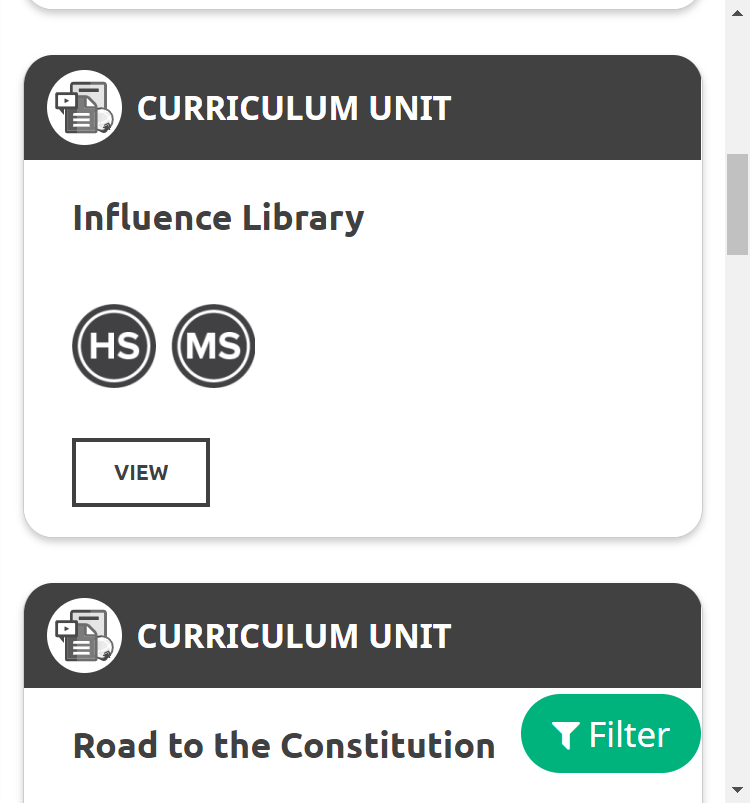 CURRICULUM UNIT
Influence Library
HS MS
VIEW
CURRICULUM UNIT
Road to the Constitution
Filter